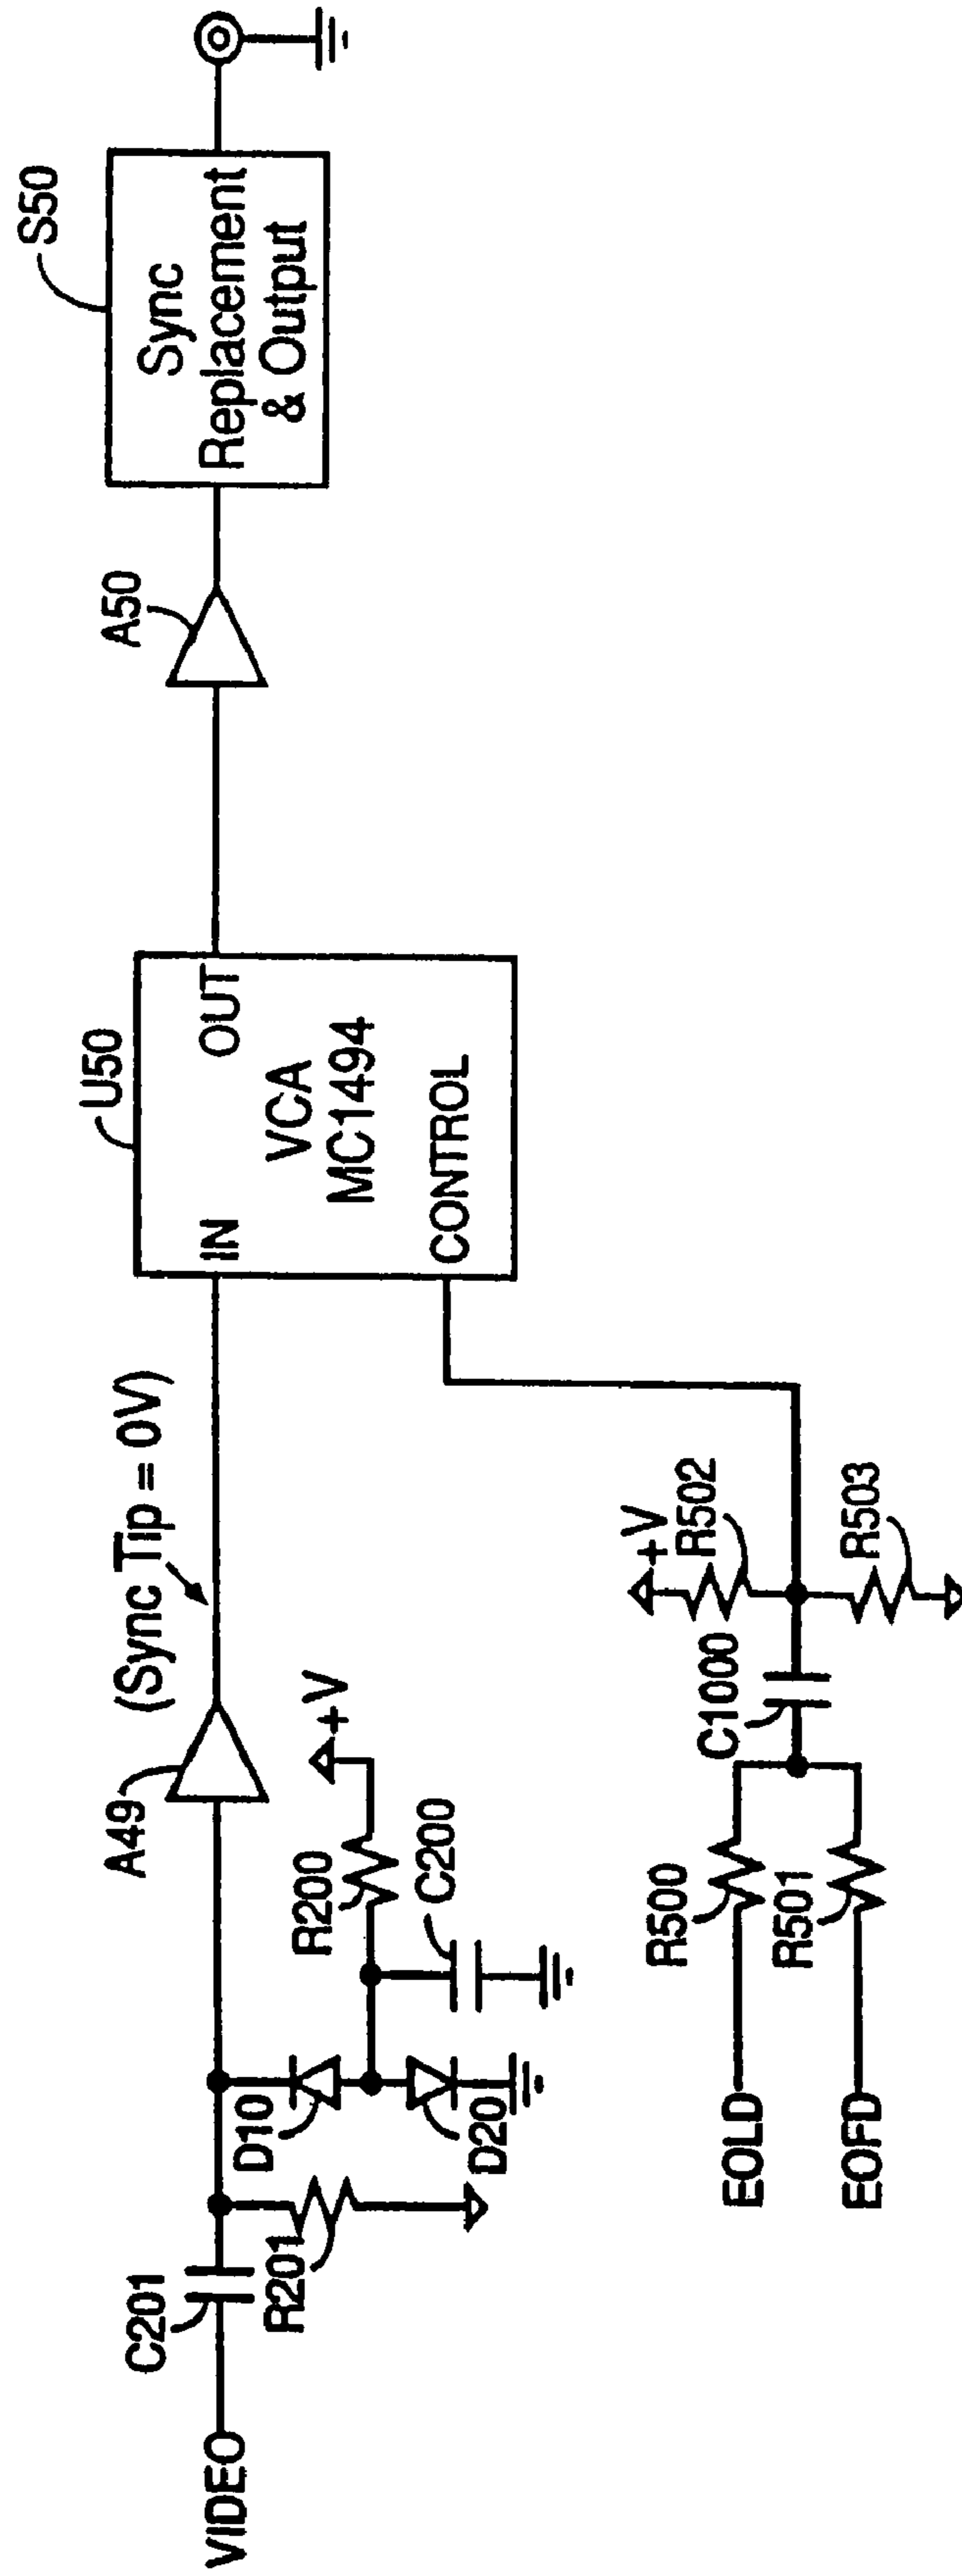 VIDEO
C201
R201
D10
D20
R200
+V
C200
A49
(Sync Tip = 0V)
U50
IN
OUT
VCA
MC1494
CONTROL
A50
S50
Sync
Replacement
& Output
EOLD
EOFD
R500
R501
C1000
+V
R502
R503